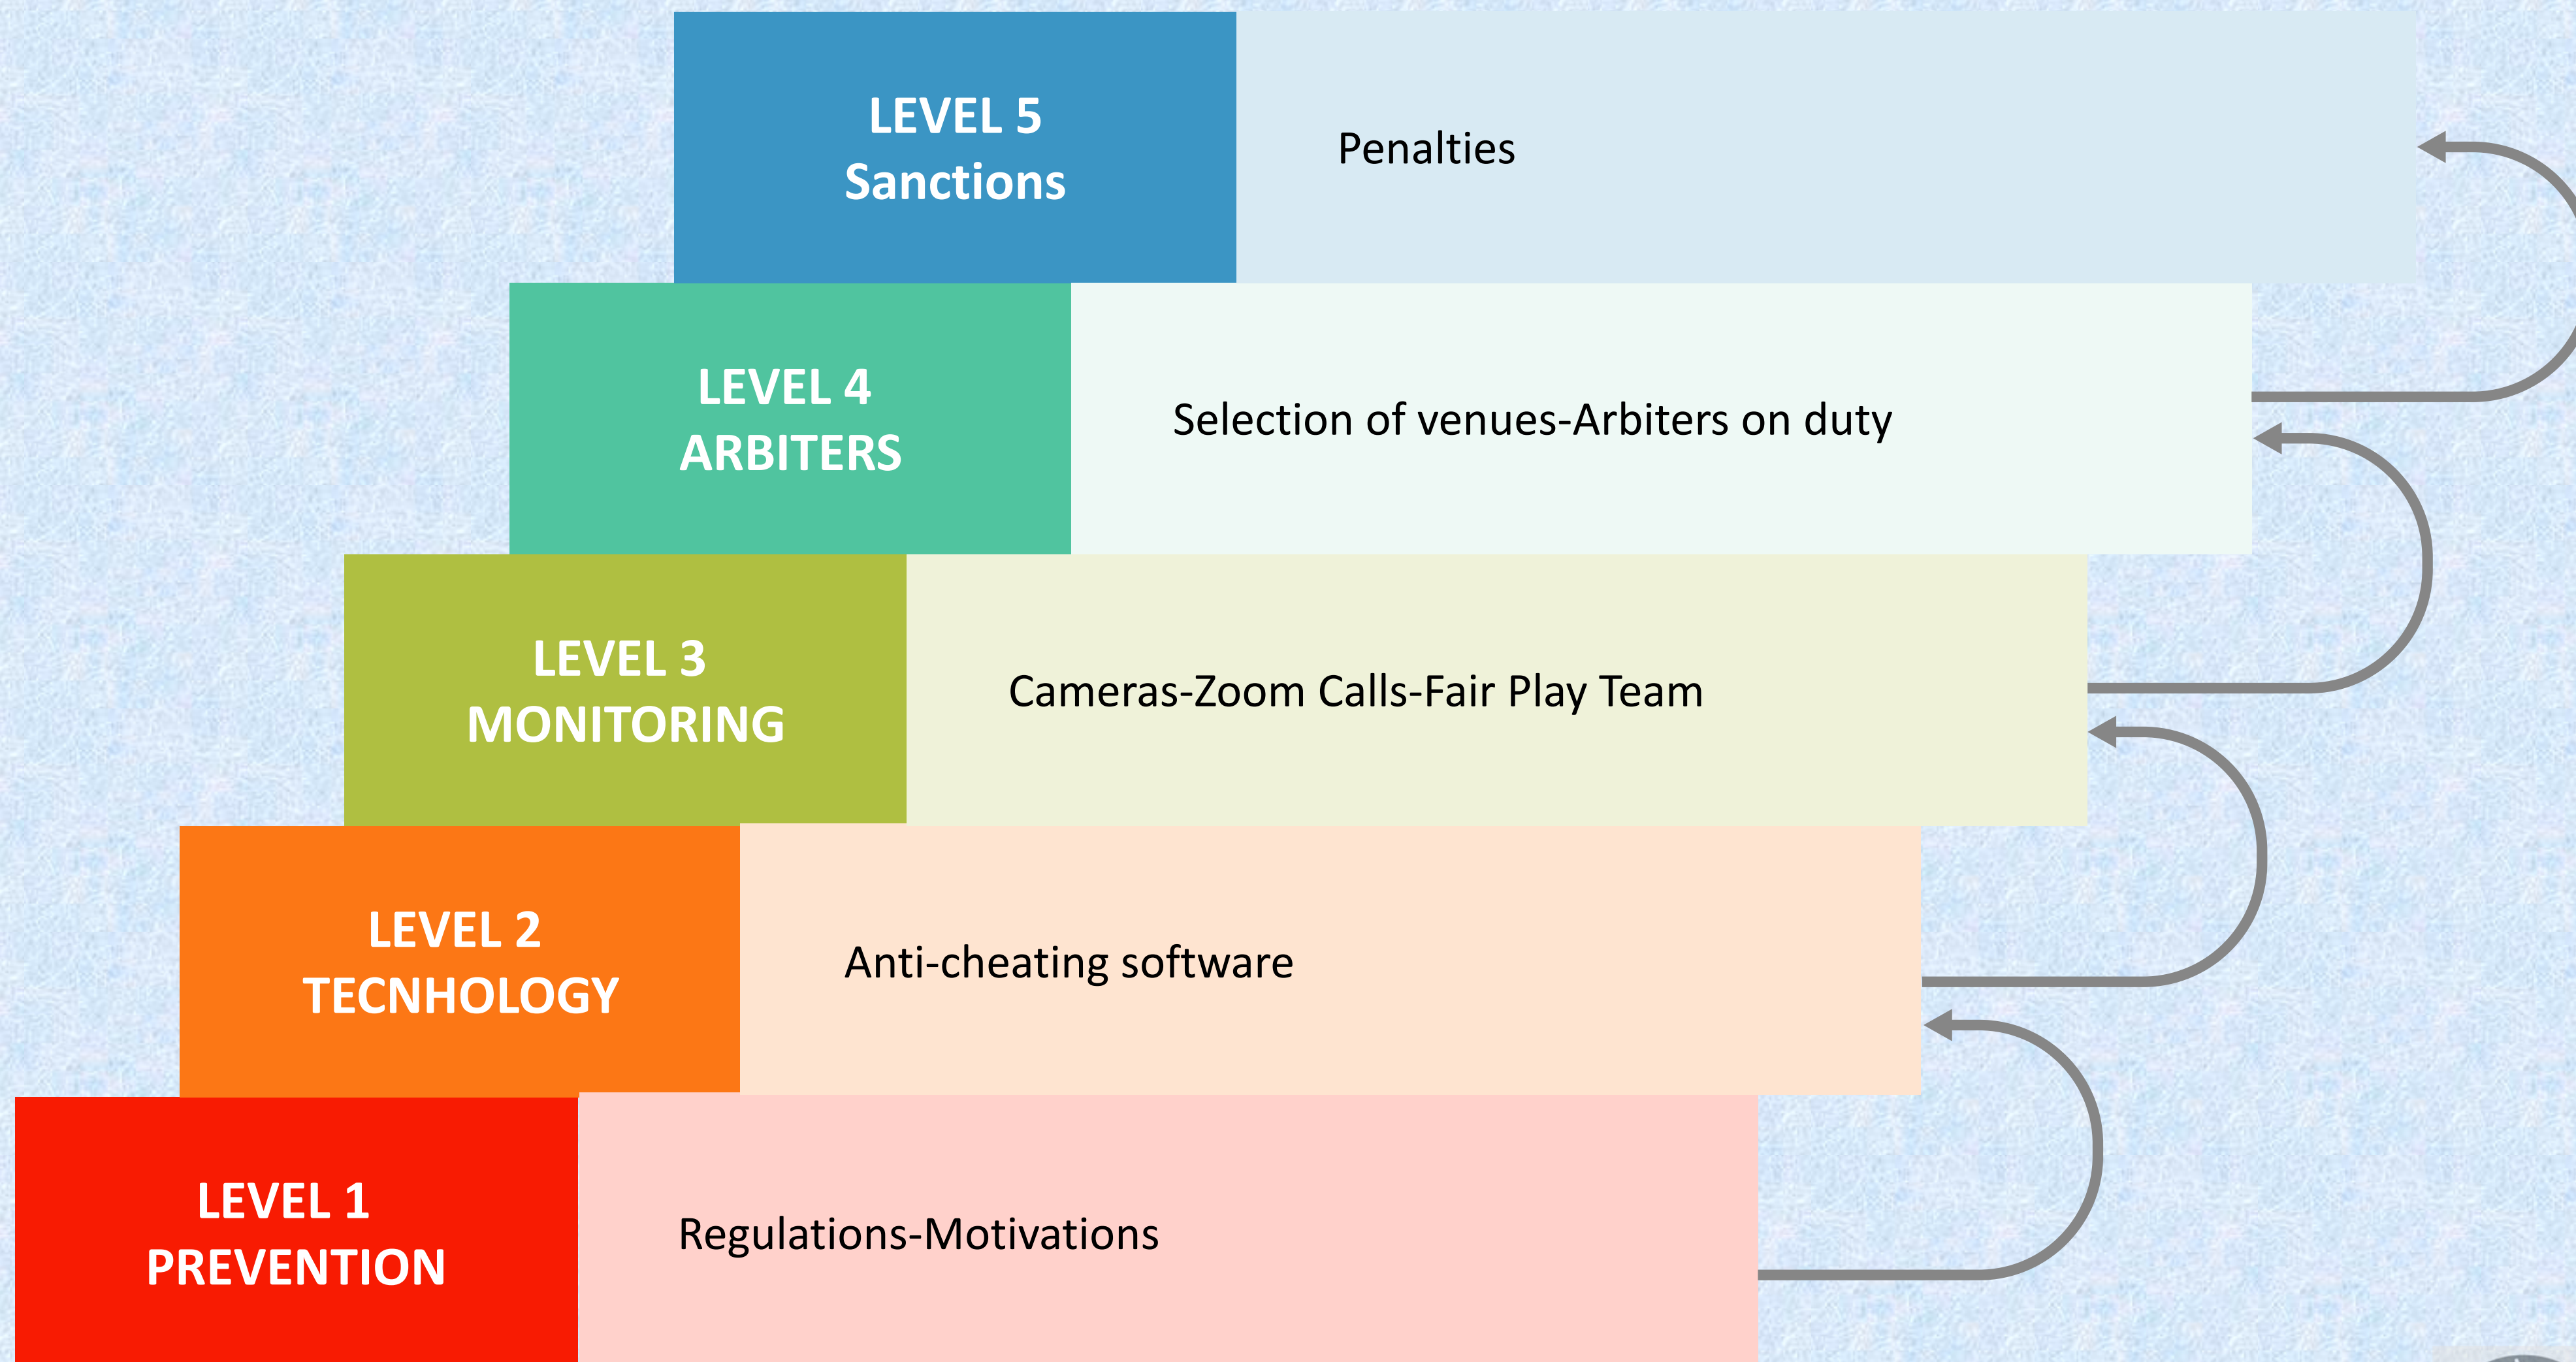 LEVEL 5
Sanctions
Penalties
LEVEL 4
ARBITERS
Selection of venues-Arbiters on duty
LEVEL 3
MONITORING
Cameras-Zoom Calls-Fair Play Team
LEVEL 2
TECNHOLOGY
Anti-cheating software
LEVEL 1
PREVENTION
Regulations-Motivations